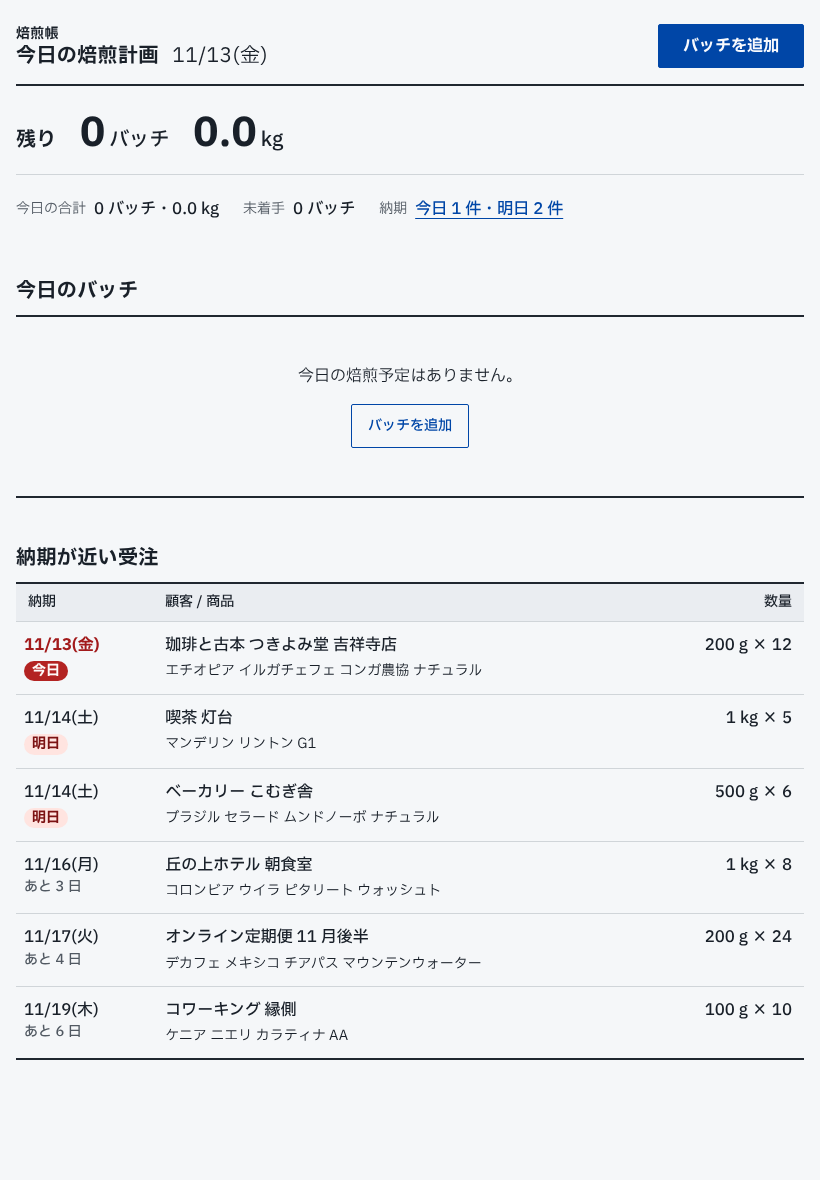 焙煎帳
今日の焙煎計画 11/13(金)
バッチを追加
残り 0 バッチ 0.0 kg
今日の合計 0 バッチ・0.0 kg 未着手 0 バッチ 納期 今日 1 件・明日 2 件
今日のバッチ
今日の焙煎予定はありません。
バッチを追加
納期が近い受注
納期 顧客 / 商品 数量
11/13(金) 珈琲と古本 つきよみ堂 吉祥寺店 200 g × 12
今日 エチオピア イルガチェフェ コンガ農協 ナチュラル
11/14(土) 喫茶 灯台 1 kg × 5
明日 マンデリン リントン G1
11/14(土) ベーカリー こむぎ舎 500 g × 6
明日 ブラジル セラード ムンドノーボ ナチュラル
11/16(月) 丘の上ホテル 朝食室 1 kg × 8
あと 3 日 コロンビア ウイラ ピタリート ウォッシュト
11/17(火) オンライン定期便 11 月後半 200 g × 24
あと 4 日 デカフェ メキシコ チアパス マウンテンウォーター
11/19(木) コワーキング 縁側 100 g × 10
あと 6 日 ケニア ニエリ カラティナ AA